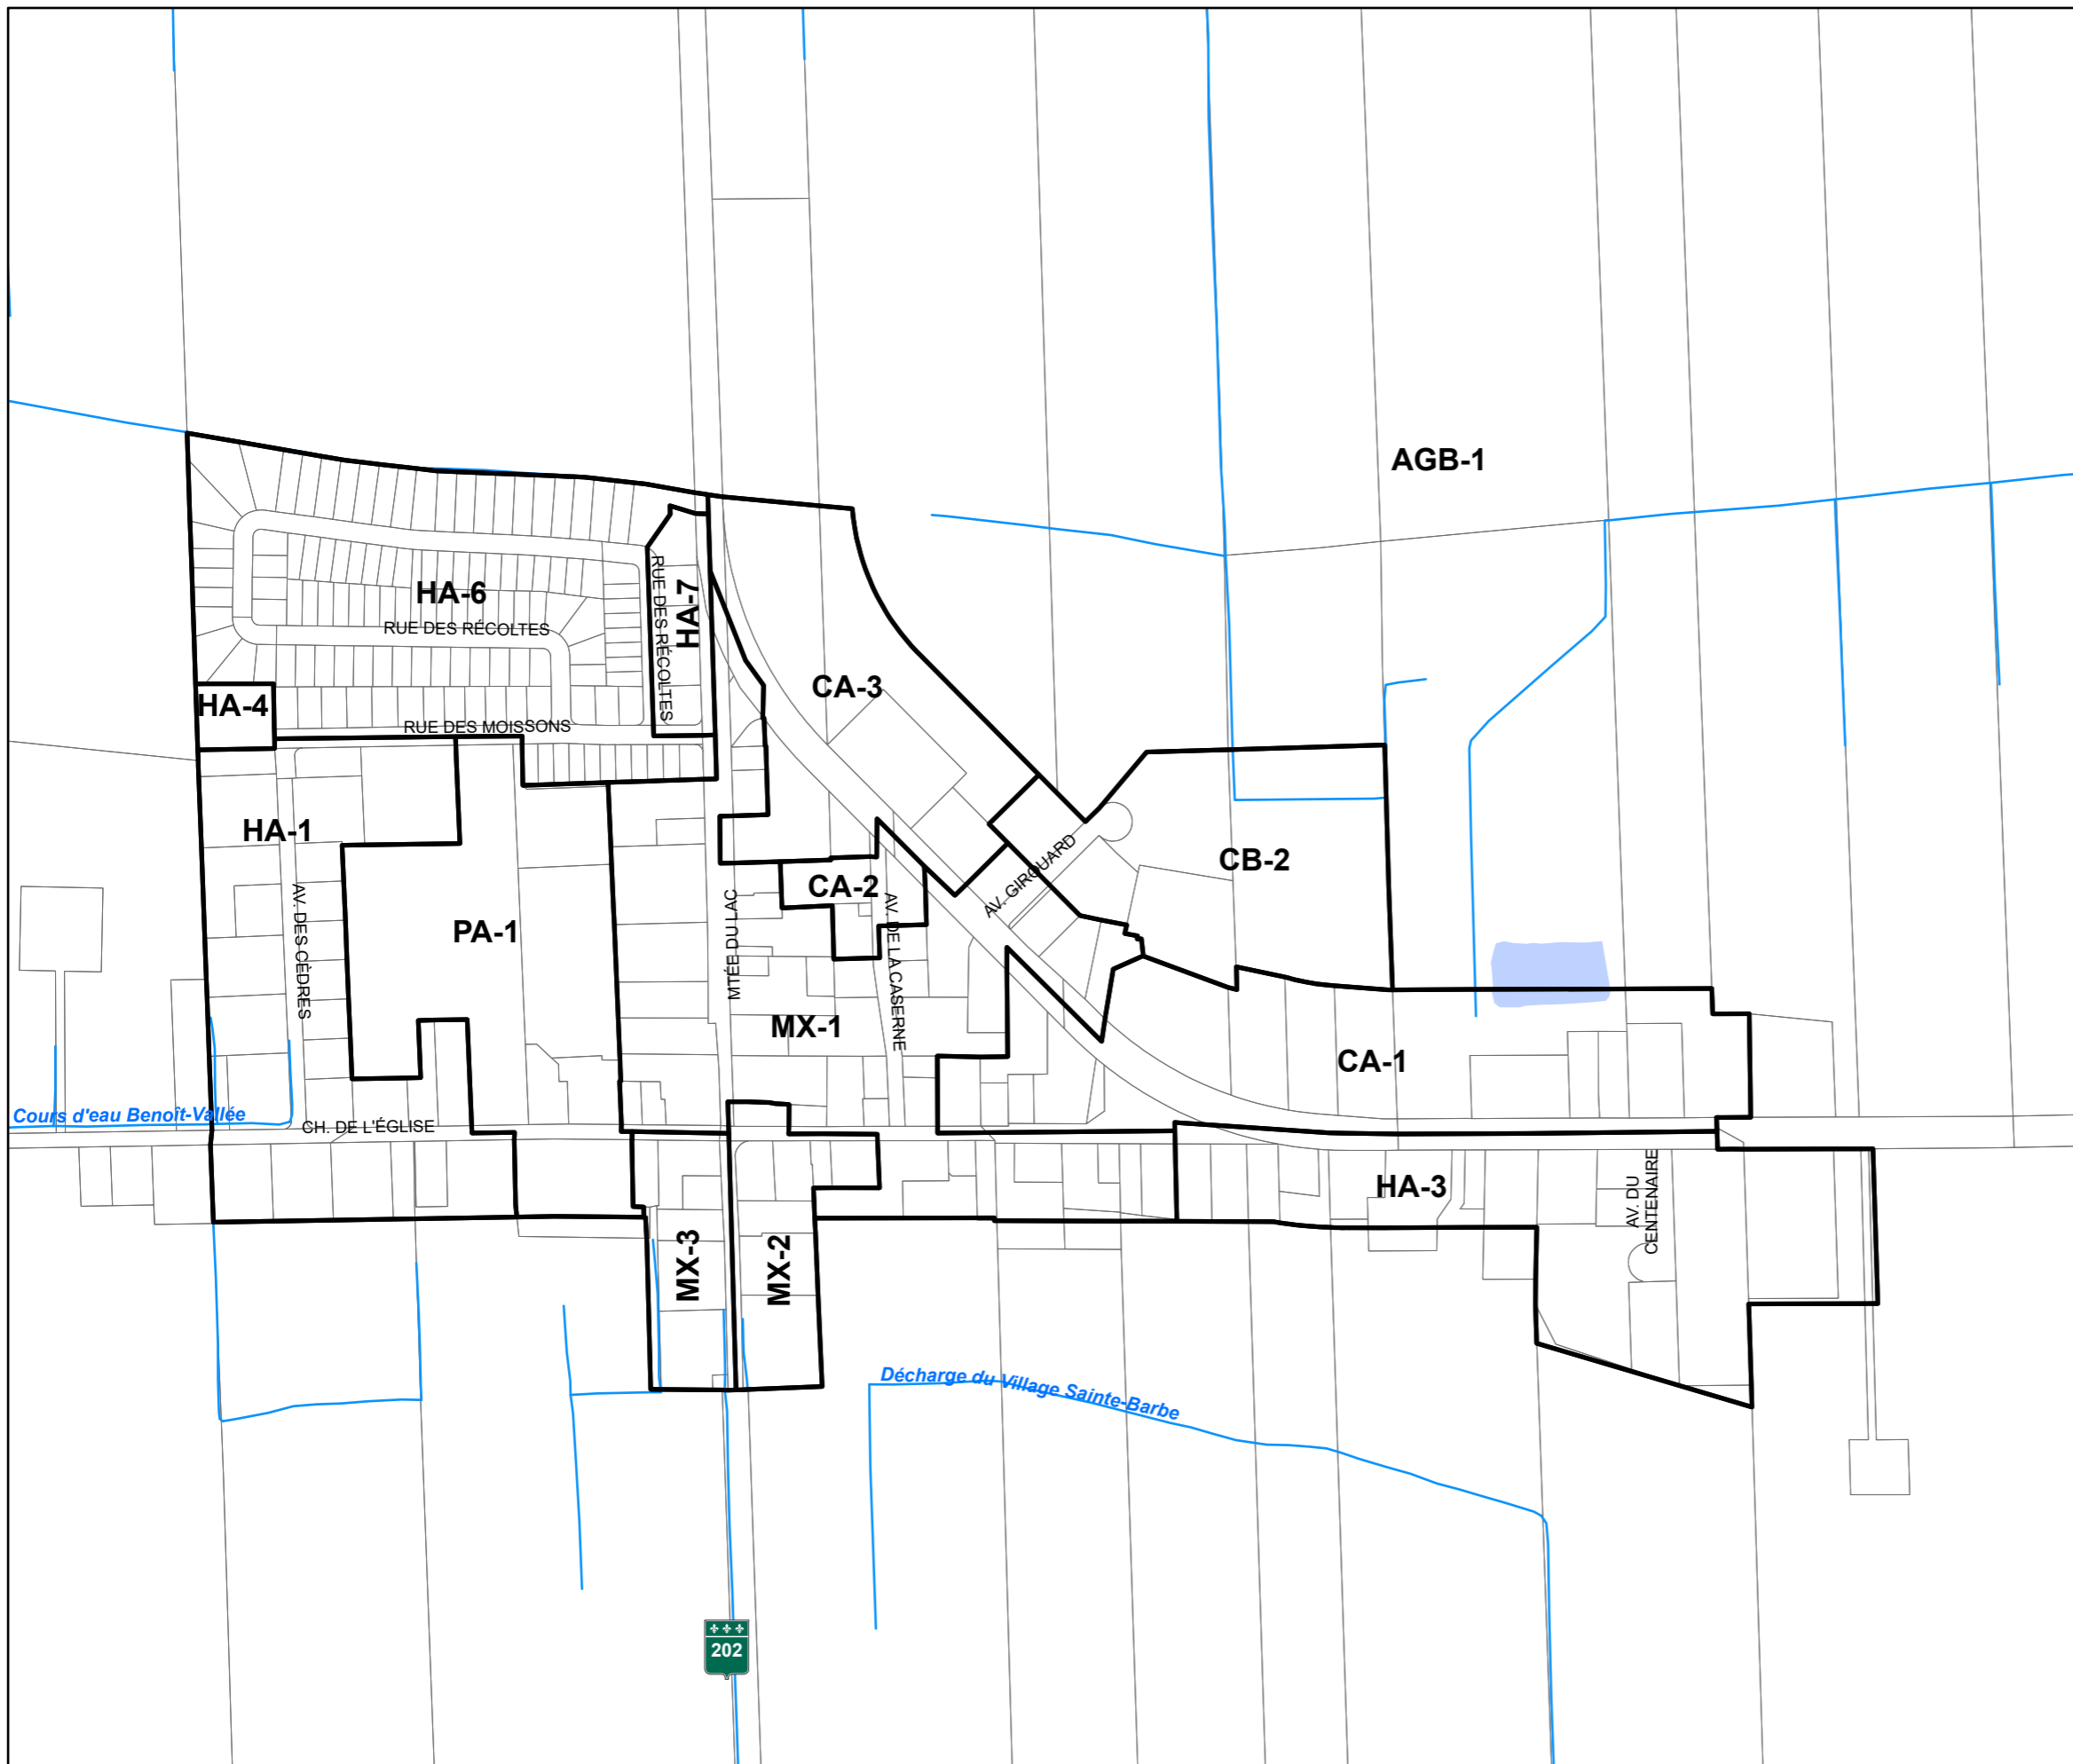 AGB-1
HA-6
HA-7
RUE DES RÉCOLTES
RUE DES RÉCOLTES
CA-3
HA-4
RUE DES MOISSONS
HA-1
AV. GIROUARD
CB-2
CA-2
AV. DES CÈDRES
PA-1
MTÉE DU LAC
AV. DE LA CASERNE
MX-1
CA-1
Cours d'eau Benoît-Vallée
CH. DE L'ÉGLISE
HA-3
AV. DU
CENTENAIRE
MX-3
MX-2
Décharge du Village Sainte-Barbe
202